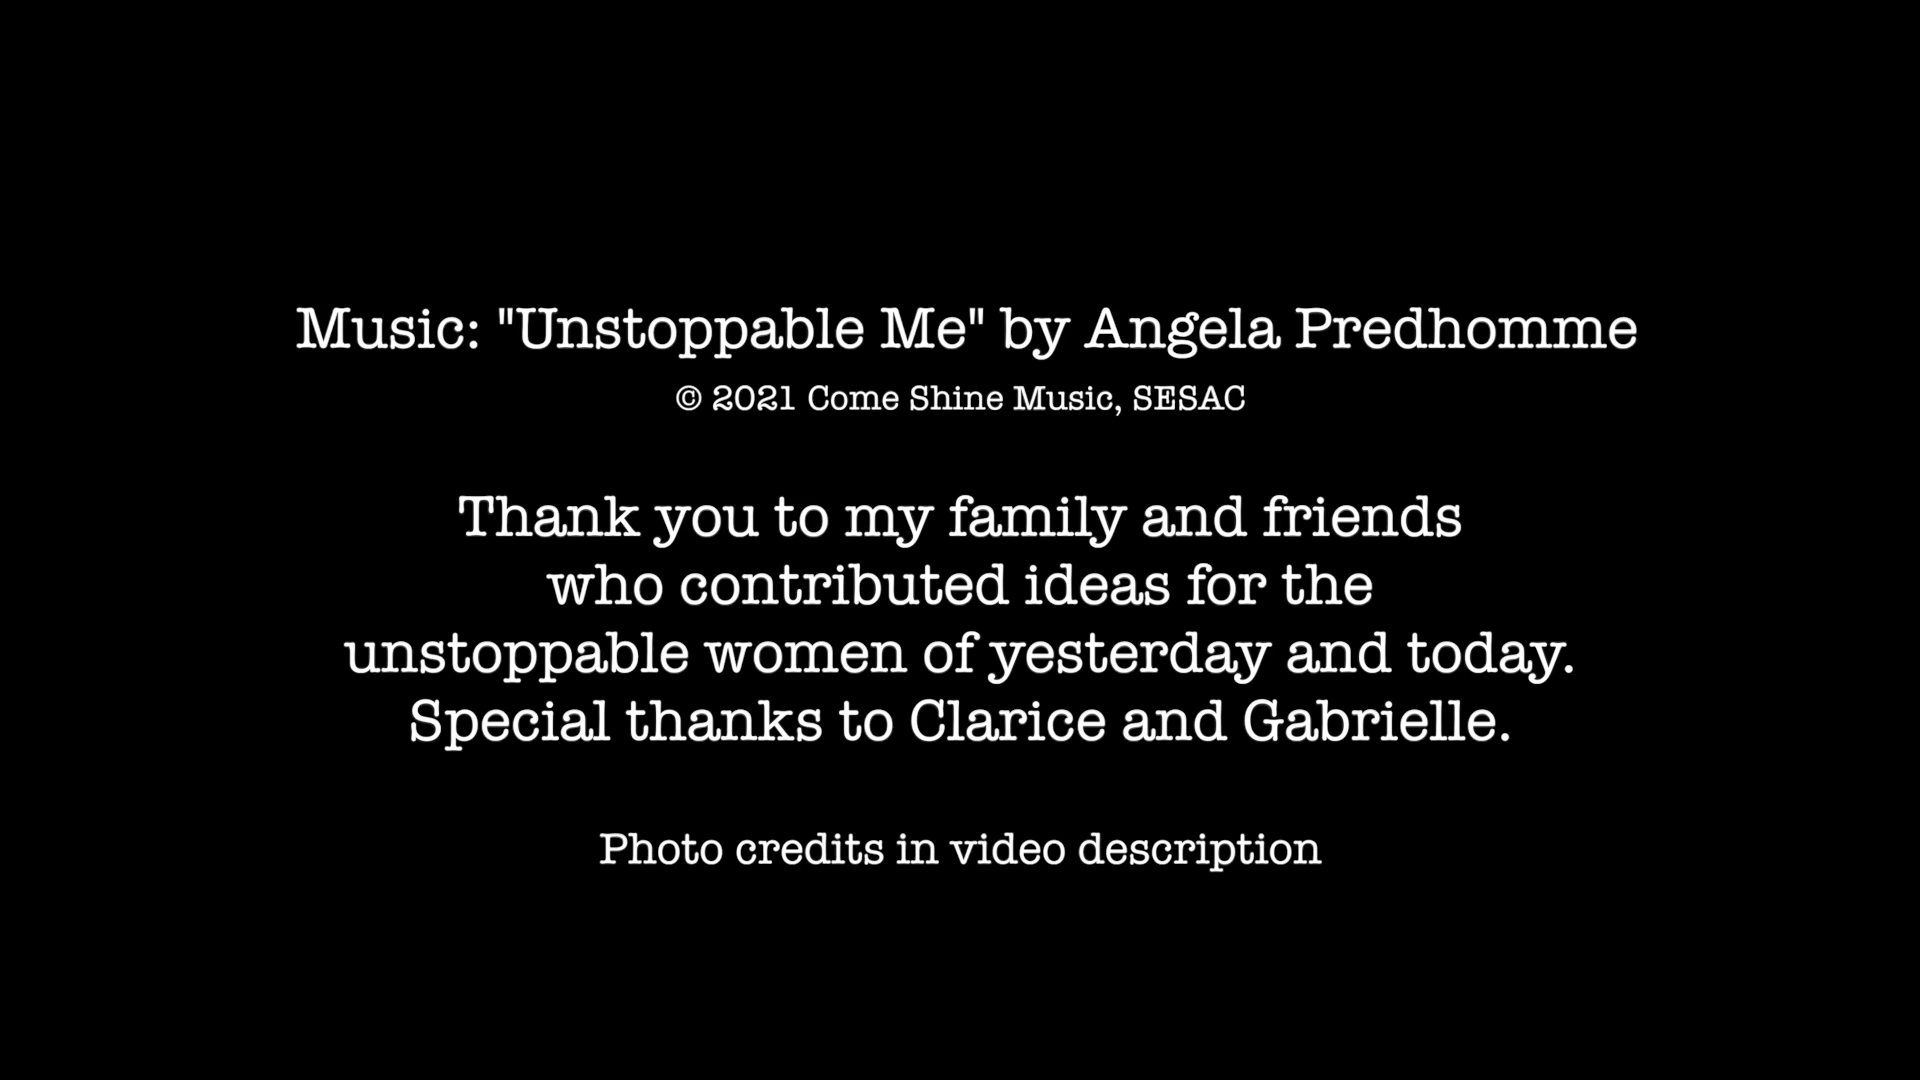 Music: "Unstoppable Me" by Angela Predhomme
© 2021 Come Shine Music, SESAC
Thank you to my family and friends
who contributed ideas for the
unstoppable women of yesterday and today.
Special thanks to Clarice and Gabrielle.
Photo credits in video description